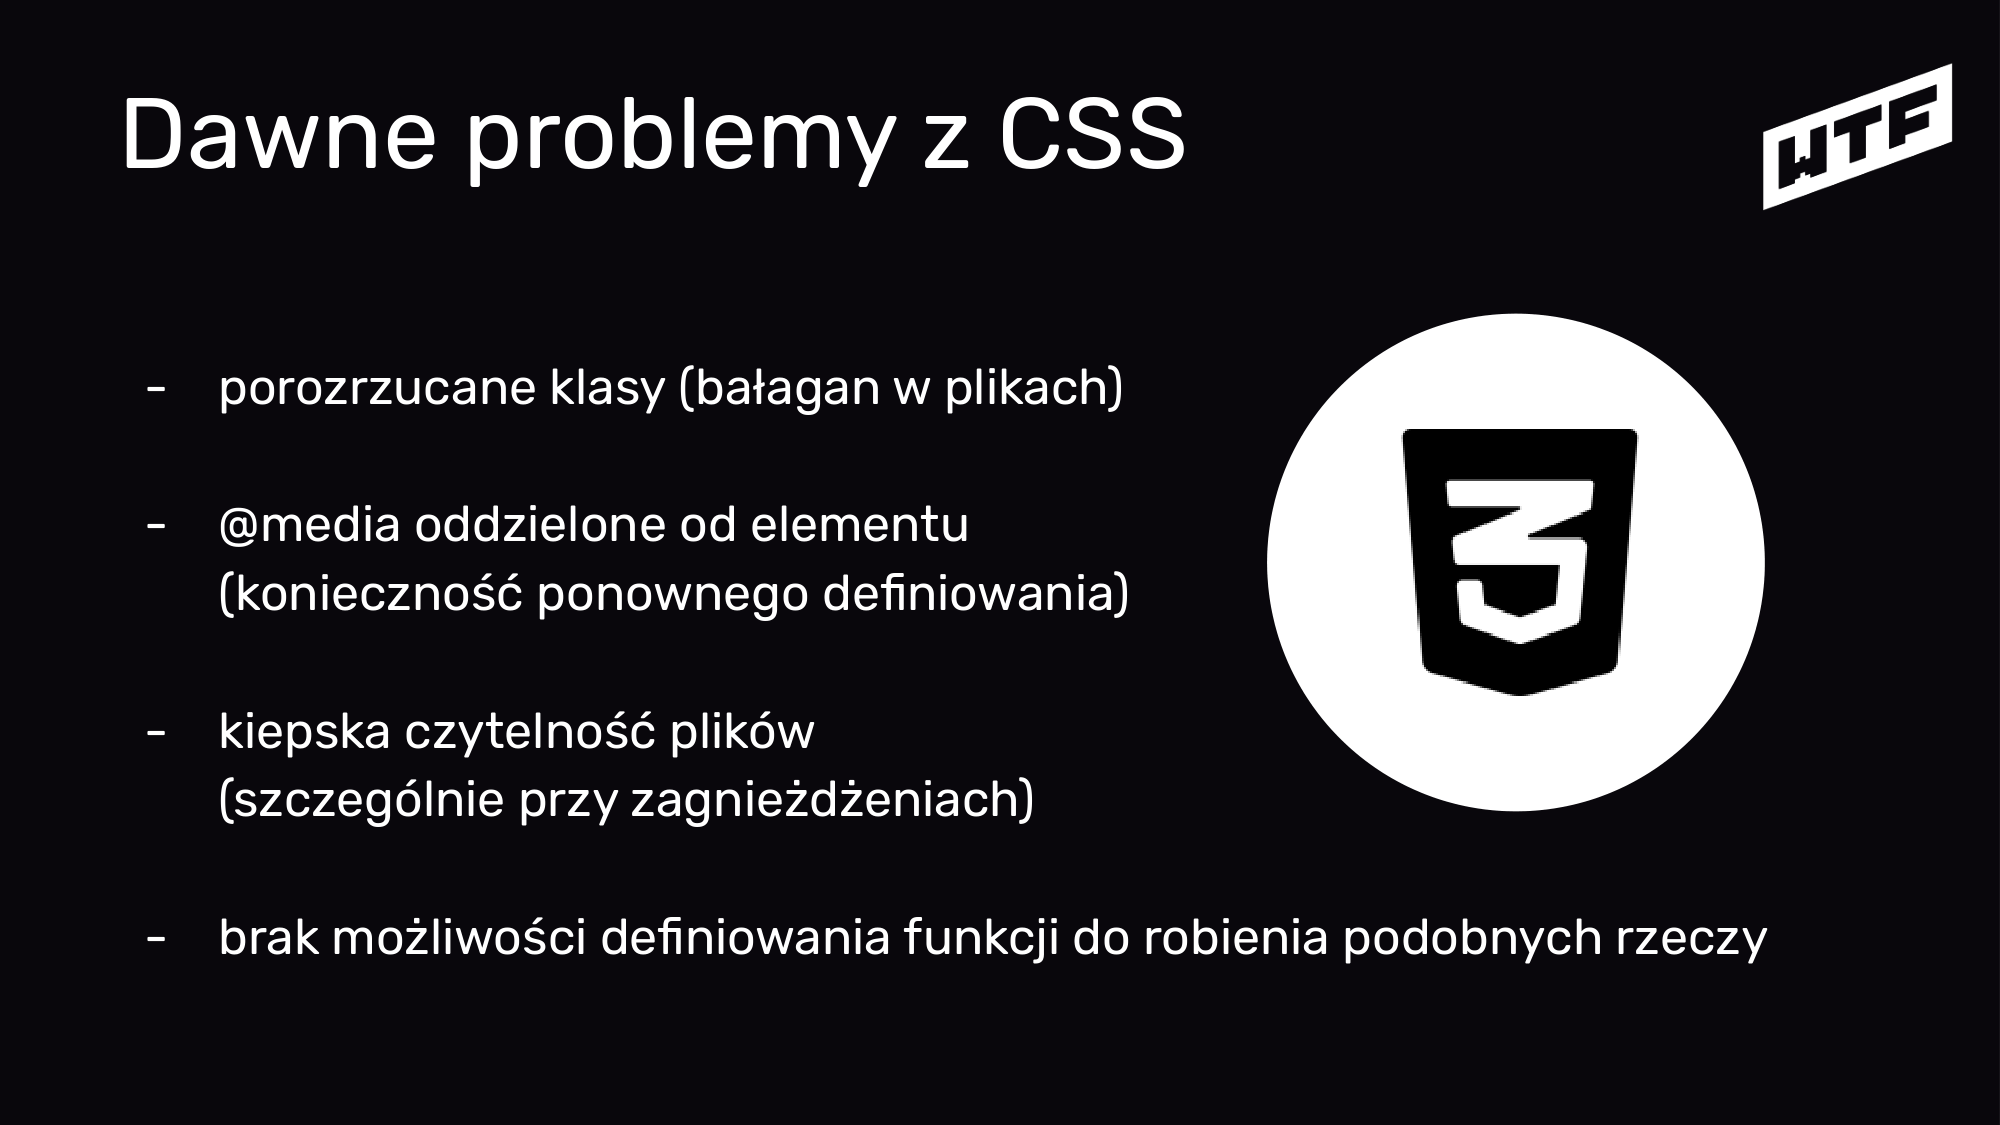 Dawne problemy z CSS
WTF
- porozrzucane klasy (bałagan w plikach)
- @media oddzielone od elementu
(konieczność ponownego definiowania)
- kiepska czytelność plików
(szczególnie przy zagnieżdżeniach)
- brak możliwości definiowania funkcji do robienia podobnych rzeczy
3